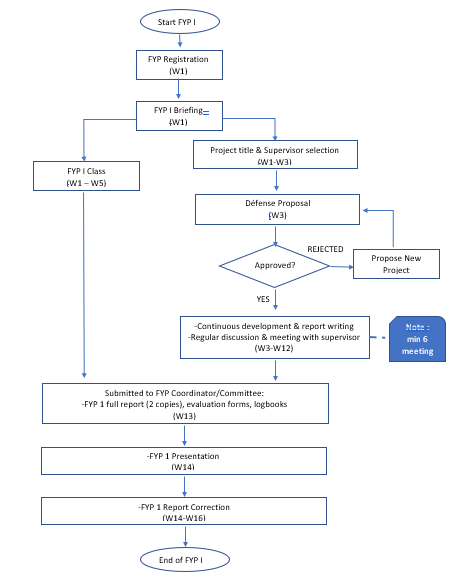 Start FYP I
FYP Registration
(W1)
FYP I Briefing
(W1)
Project title & Supervisor selection
(W1-W3)
FYP I Class
(W1 – W5)
Défense Proposal
(W3)
REJECTED
Approved?
Propose New
Project
YES
-Continuous development & report writing
-Regular discussion & meeting with supervisor
(W3-W12)
Note :
min 6
meeting
Submitted to FYP Coordinator/Committee:
-FYP 1 full report (2 copies), evaluation forms, logbooks
(W13)
-FYP 1 Presentation
(W14)
-FYP 1 Report Correction
(W14-W16)
End of FYP I